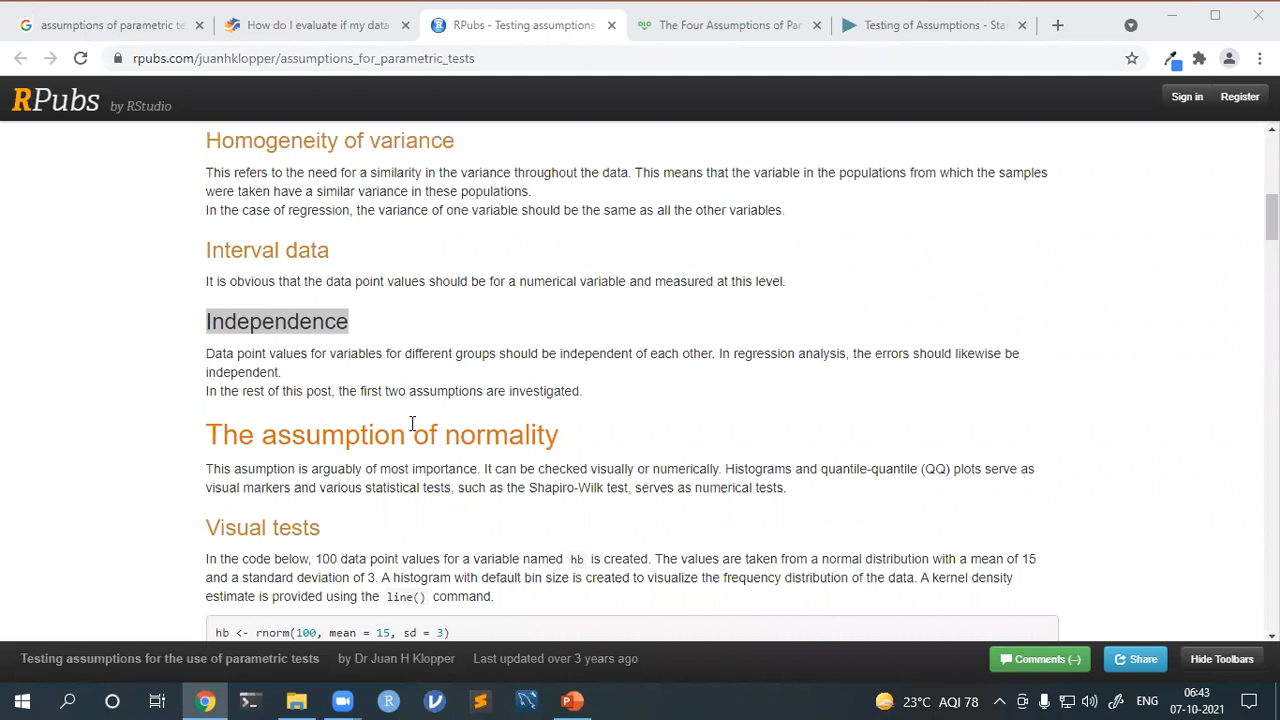 assumptions of parametric te
How do I evaluate if my data
RPubs - Testing assumptions
The Four Assumptions of Par
Testing of Assumptions - Stat
rpubs.com/juanhklopper/assumptions_for_parametric_tests
RPubs by RStudio
Sign in
Register
Homogeneity of variance
This refers to the need for a similarity in the variance throughout the data. This means that the variable in the populations from which the samples
were taken have a similar variance in these populations.
In the case of regression, the variance of one variable should be the same as all the other variables.
Interval data
It is obvious that the data point values should be for a numerical variable and measured at this level.
Independence
Data point values for variables for different groups should be independent of each other. In regression analysis, the errors should likewise be
independent.
In the rest of this post, the first two assumptions are investigated.
The assumption of normality
This asumption is arguably of most importance. It can be checked visually or numerically. Histograms and quantile-quantile (QQ) plots serve as
visual markers and various statistical tests, such as the Shapiro-Wilk test, serves as numerical tests.
Visual tests
In the code below, 100 data point values for a variable named hb is created. The values are taken from a normal distribution with a mean of 15
and a standard deviation of 3. A histogram with default bin size is created to visualize the frequency distribution of the data. A kernel density
estimate is provided using the line() command.
hb <- rnorm(100, mean = 15, sd = 3)
Testing assumptions for the use of parametric tests by Dr Juan H Klopper Last updated over 3 years ago
Comments (–)
Share
Hide Toolbars
23°C AQI 78
ENG
06:43
07-10-2021